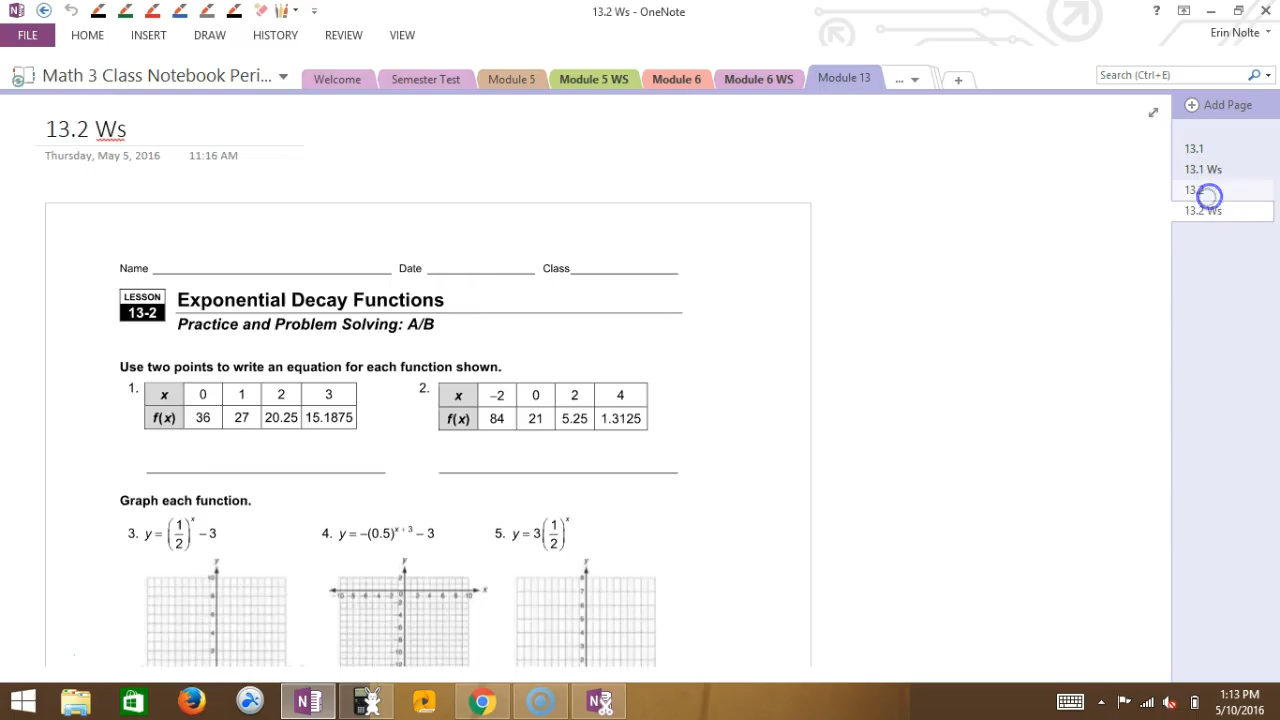 13.2 Ws - OneNote
?
FILE HOME INSERT DRAW HISTORY REVIEW VIEW
Erin Nolte
Math 3 Class Notebook Peri...
Welcome Semester Test Module 5 Module 5 WS Module 6 Module 6 WS Module 13 ... +
Search (Ctrl+E)
Add Page
13.1
13.1 Ws
13.2
13.2 Ws
13.2 Ws
Thursday, May 5, 2016 11:16 AM
Name ________ Date ________ Class ________
LESSON 13-2
Exponential Decay Functions
Practice and Problem Solving: A/B
Use two points to write an equation for each function shown.
1. x 0 1 2 3
f(x) 36 27 20.25 15.1875
2. x –2 0 2 4
f(x) 84 21 5.25 1.3125
Graph each function.
3. y = (1/2)^x – 3
4. y = –(0.5)^(x + 3) – 3
5. y = 3(1/2)^x
1:13 PM
5/10/2016